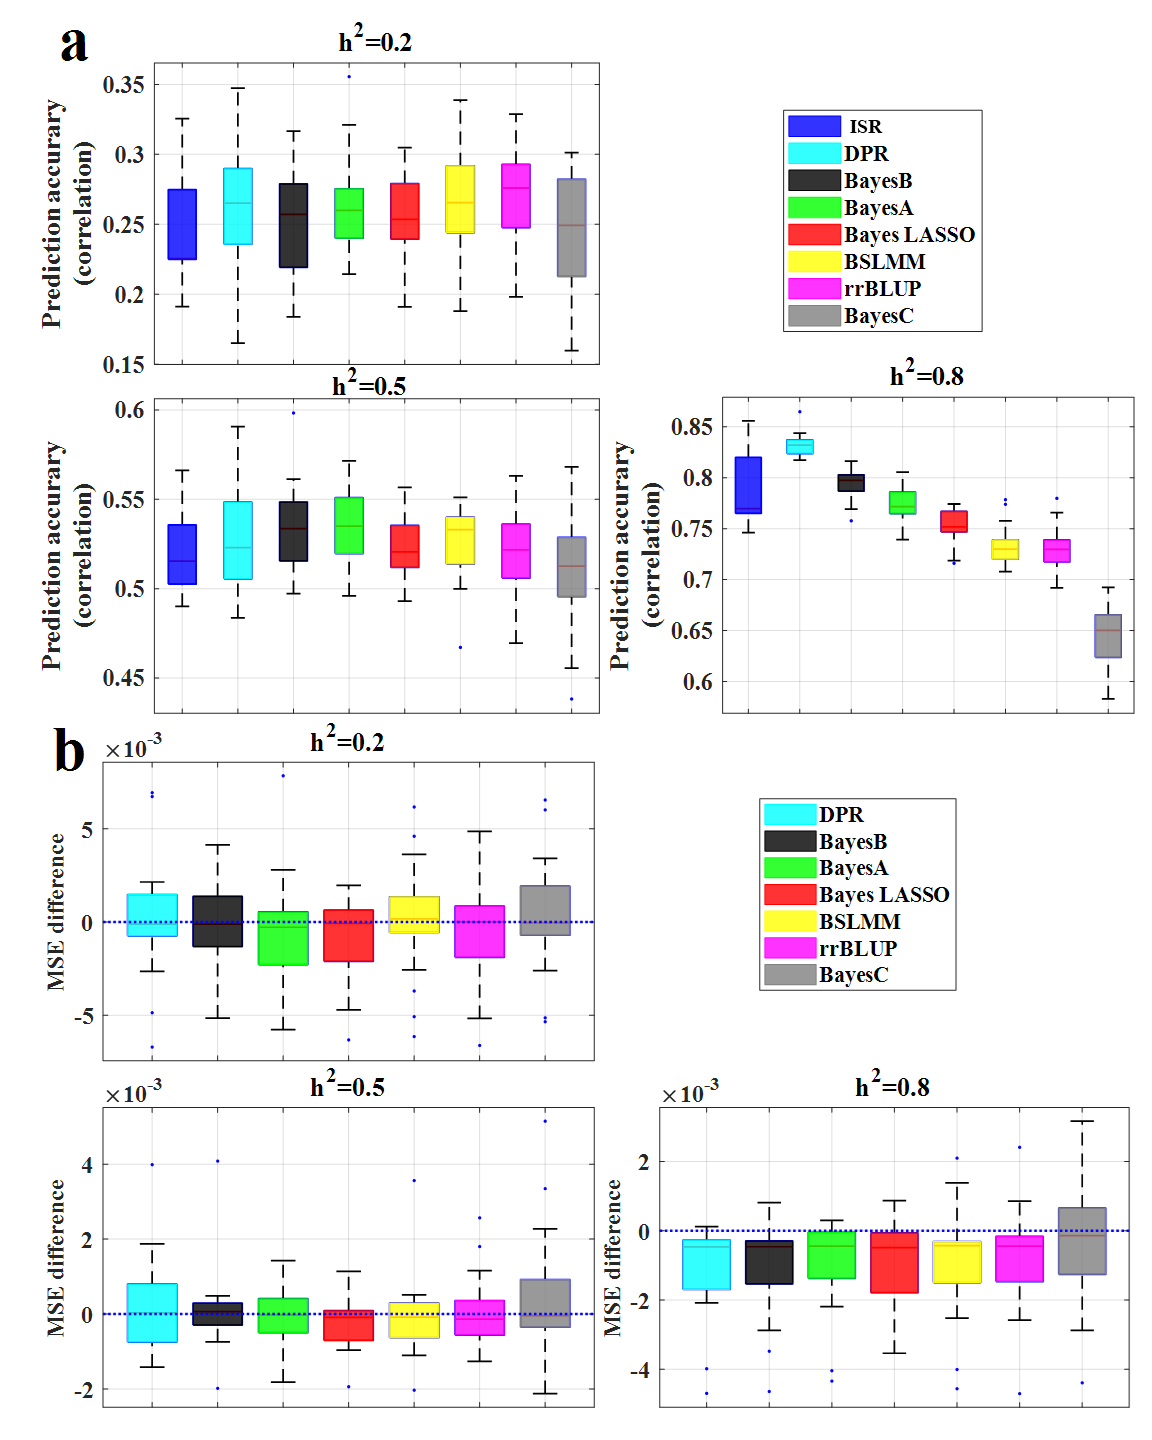 a
h2=0.2
Prediction accurary
(correlation)
0.35
0.3
0.25
0.2
0.15
ISR
DPR
BayesB
BayesA
Bayes LASSO
BSLMM
rrBLUP
BayesC
h2=0.5
Prediction accurary
(correlation)
0.6
0.55
0.5
0.45
h2=0.8
Prediction accurary
(correlation)
0.85
0.8
0.75
0.7
0.65
0.6
b
×10-3
h2=0.2
MSE difference
5
0
-5
DPR
BayesB
BayesA
Bayes LASSO
BSLMM
rrBLUP
BayesC
×10-3
h2=0.5
MSE difference
4
2
0
-2
×10-3
h2=0.8
MSE difference
2
0
-2
-4